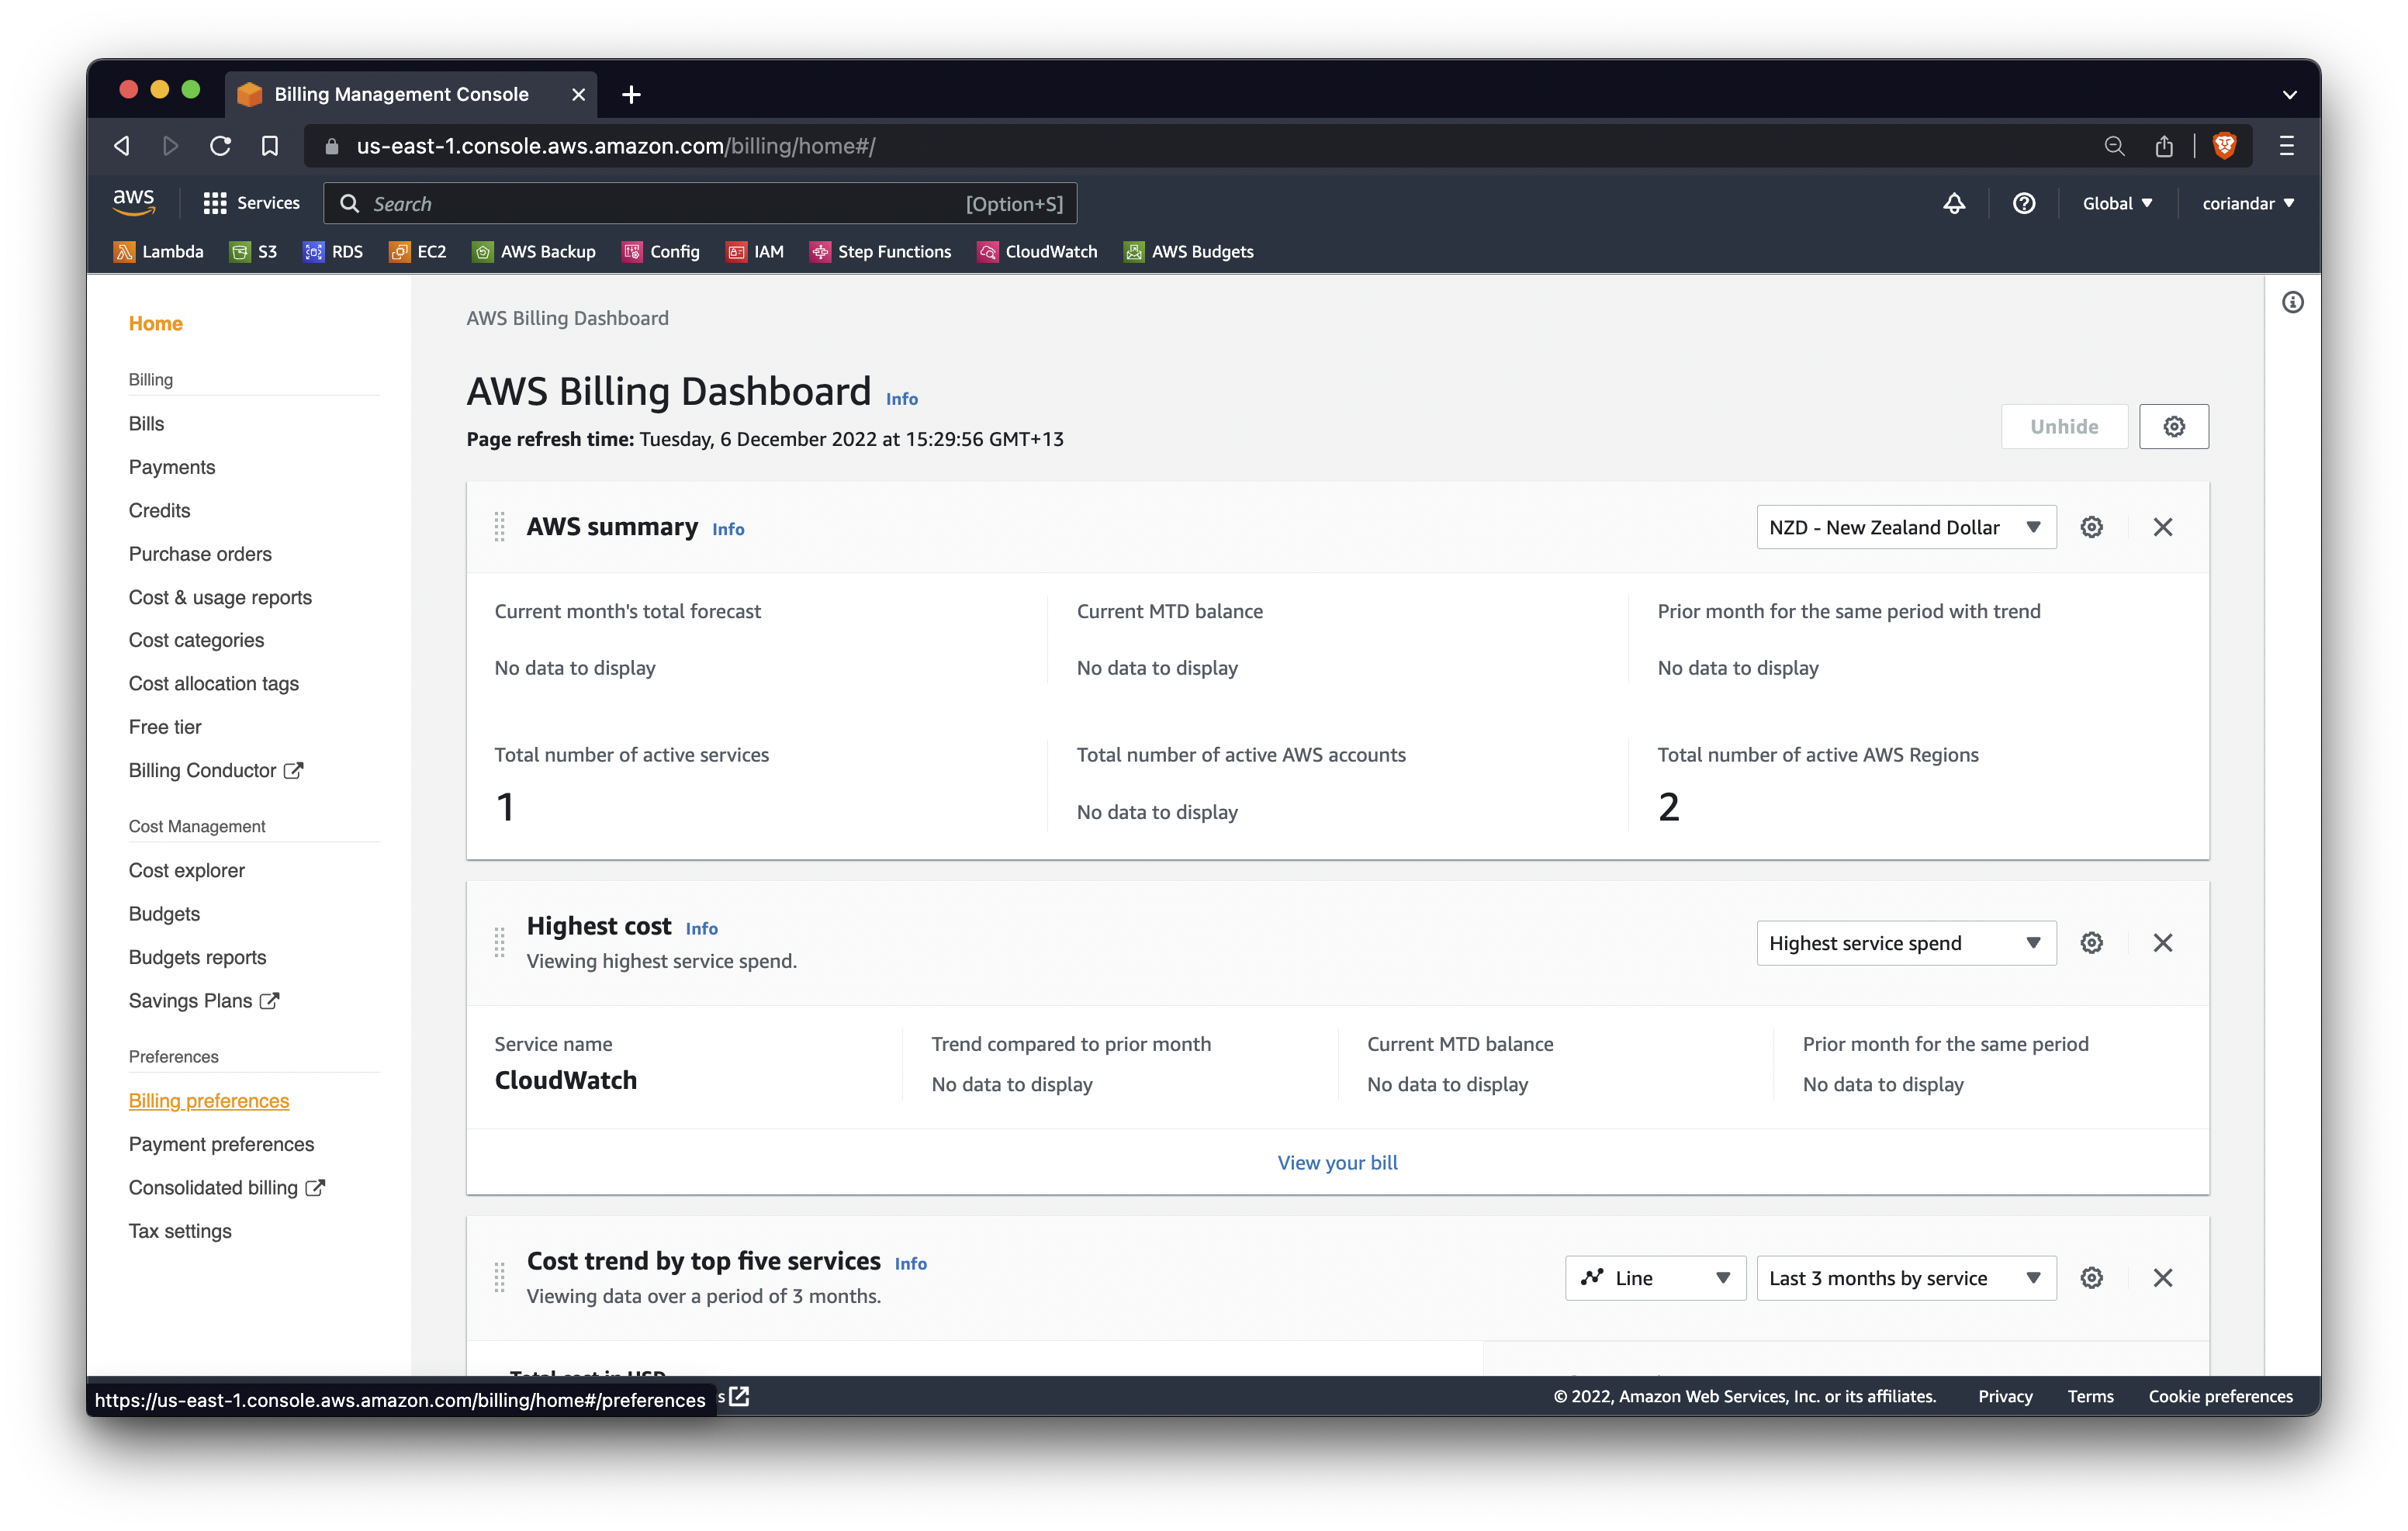 Billing Management Console
us-east-1.console.aws.amazon.com/billing/home#/
aws
Services
Search
[Option+S]
Global
coriandar
Lambda
S3
RDS
EC2
AWS Backup
Config
IAM
Step Functions
CloudWatch
AWS Budgets
Home
Billing
Bills
Payments
Credits
Purchase orders
Cost & usage reports
Cost categories
Cost allocation tags
Free tier
Billing Conductor
Cost Management
Cost explorer
Budgets
Budgets reports
Savings Plans
Preferences
Billing preferences
Payment preferences
Consolidated billing
Tax settings
AWS Billing Dashboard
AWS Billing Dashboard Info
Page refresh time: Tuesday, 6 December 2022 at 15:29:56 GMT+13
Unhide
AWS summary Info
NZD - New Zealand Dollar
Current month's total forecast
No data to display
Current MTD balance
No data to display
Prior month for the same period with trend
No data to display
Total number of active services
1
Total number of active AWS accounts
No data to display
Total number of active AWS Regions
2
Highest cost Info
Viewing highest service spend.
Highest service spend
Service name
CloudWatch
Trend compared to prior month
No data to display
Current MTD balance
No data to display
Prior month for the same period
No data to display
View your bill
Cost trend by top five services Info
Viewing data over a period of 3 months.
Line
Last 3 months by service
Total cost in USD
https://us-east-1.console.aws.amazon.com/billing/home#/preferences
© 2022, Amazon Web Services, Inc. or its affiliates.
Privacy
Terms
Cookie preferences